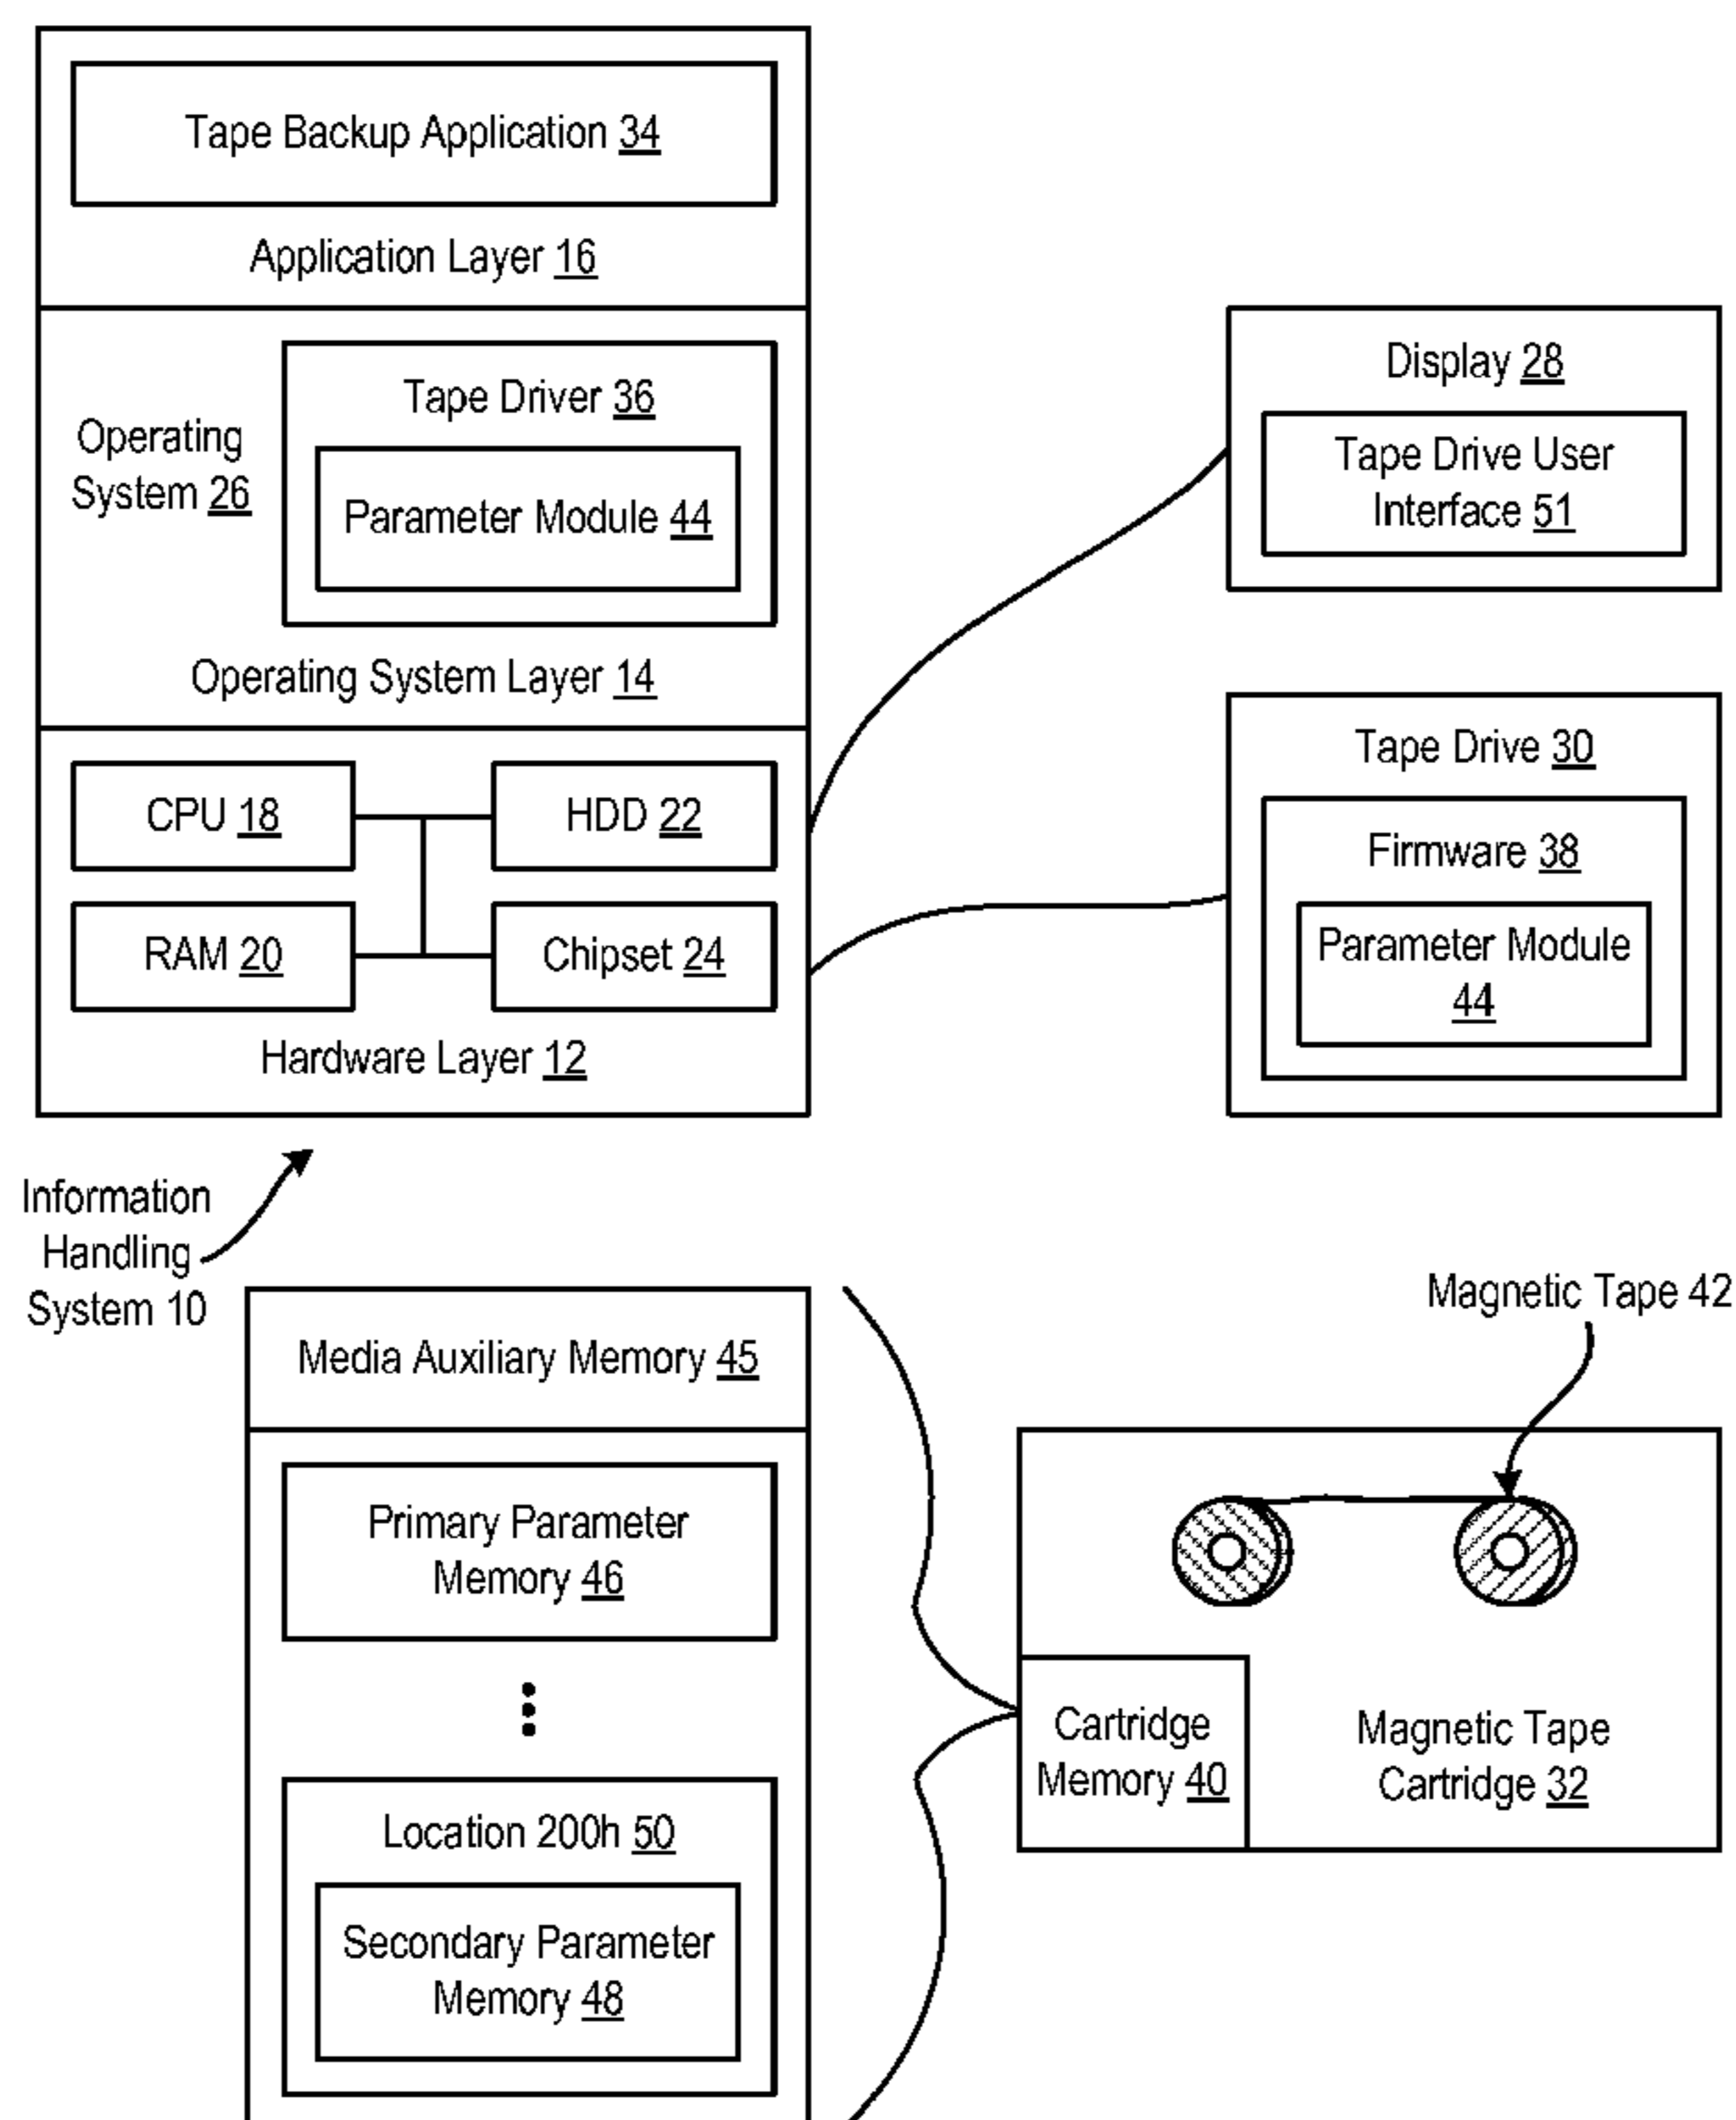 Tape Backup Application 34
Application Layer 16
Operating
System 26
Tape Driver 36
Parameter Module 44
Operating System Layer 14
CPU 18
HDD 22
RAM 20
Chipset 24
Hardware Layer 12
Display 28
Tape Drive User
Interface 51
Tape Drive 30
Firmware 38
Parameter Module
44
Information
Handling
System 10
Media Auxiliary Memory 45
Primary Parameter
Memory 46
Location 200h 50
Secondary Parameter
Memory 48
Magnetic Tape 42
Cartridge
Memory 40
Magnetic Tape
Cartridge 32